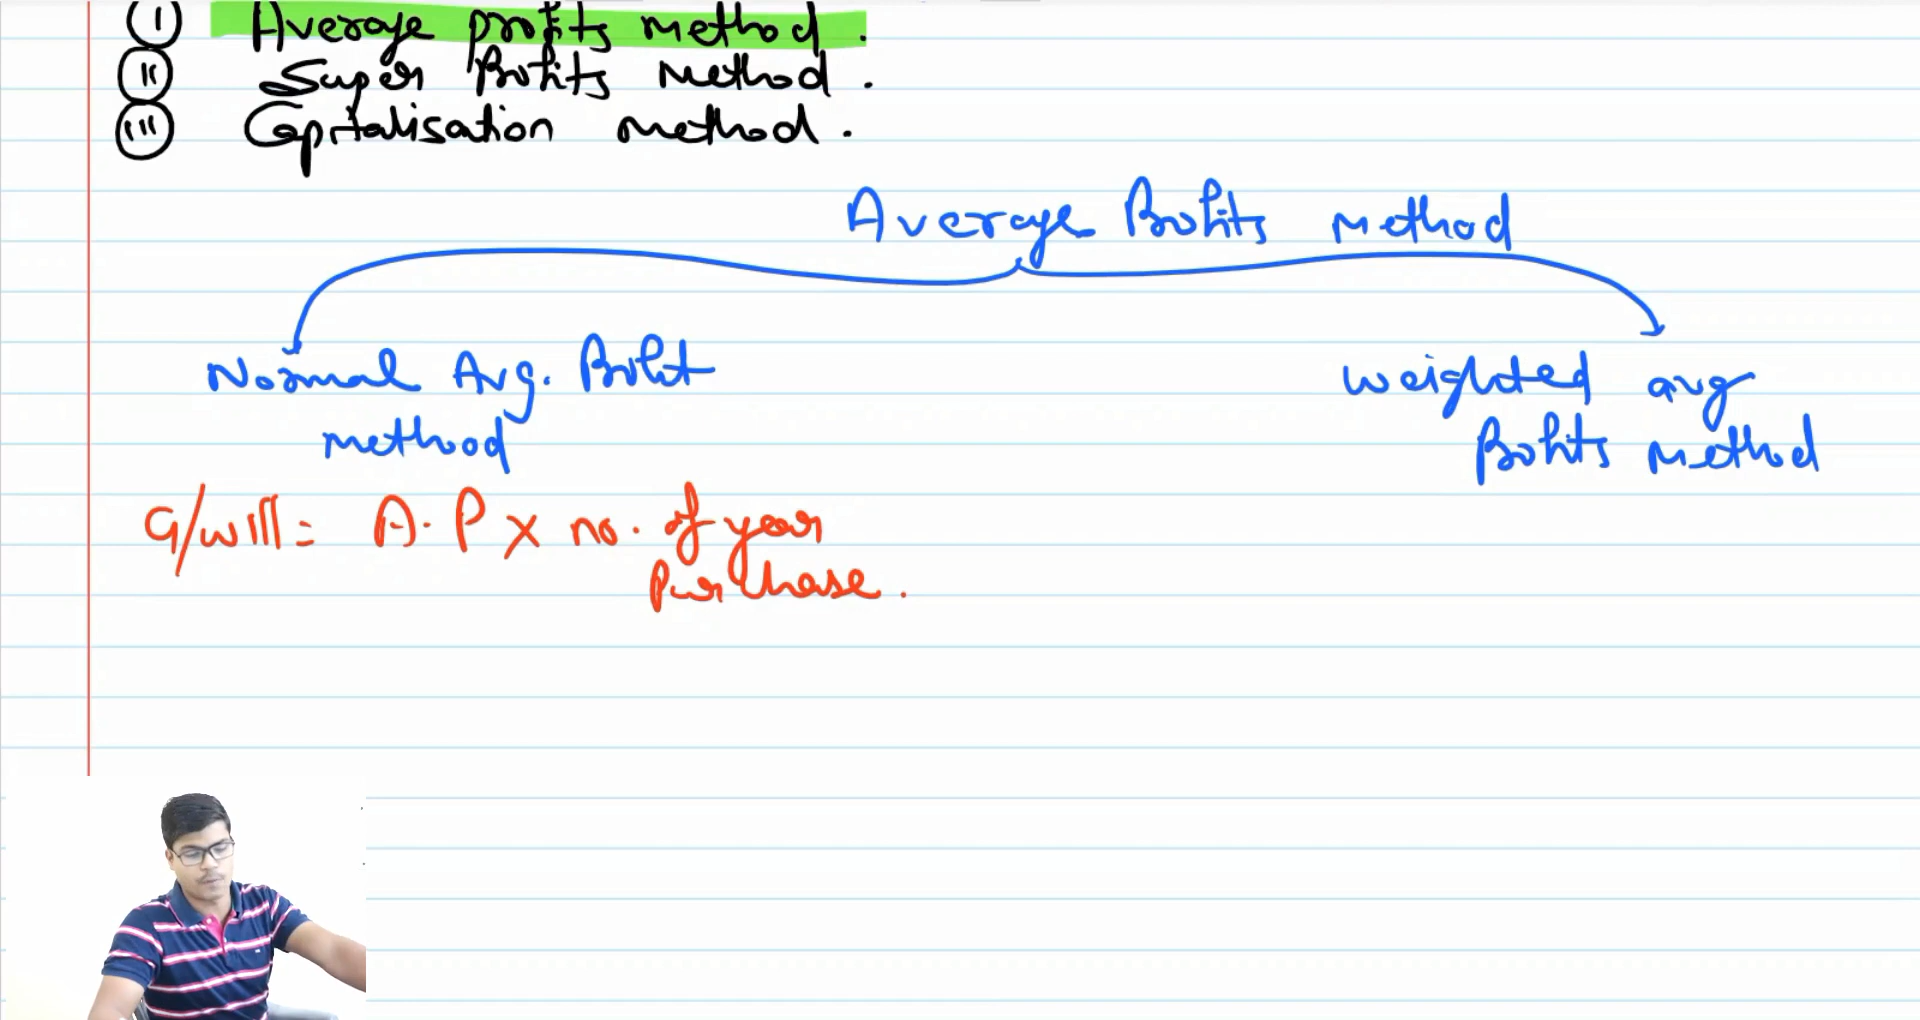 (I) Average profits method.
(II) Super Profits Method.
(III) Capitalisation method.
Average Profits Method
Normal Avg. Profit
method
Weighted avg
Profits Method
G/will = A.P X no. of year
Purchase.